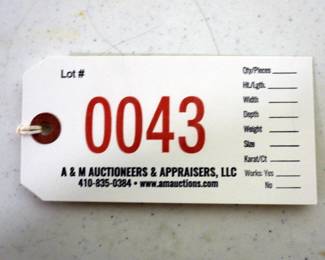 Lot #
0043
A & M AUCTIONEERS & APPRAISERS, LLC
410-835-0384 • www.amauctions.com
Qty/Pieces
Ht./Lgth.
Width
Depth
Weight
Size
Karat/Ct
Works: Yes
No